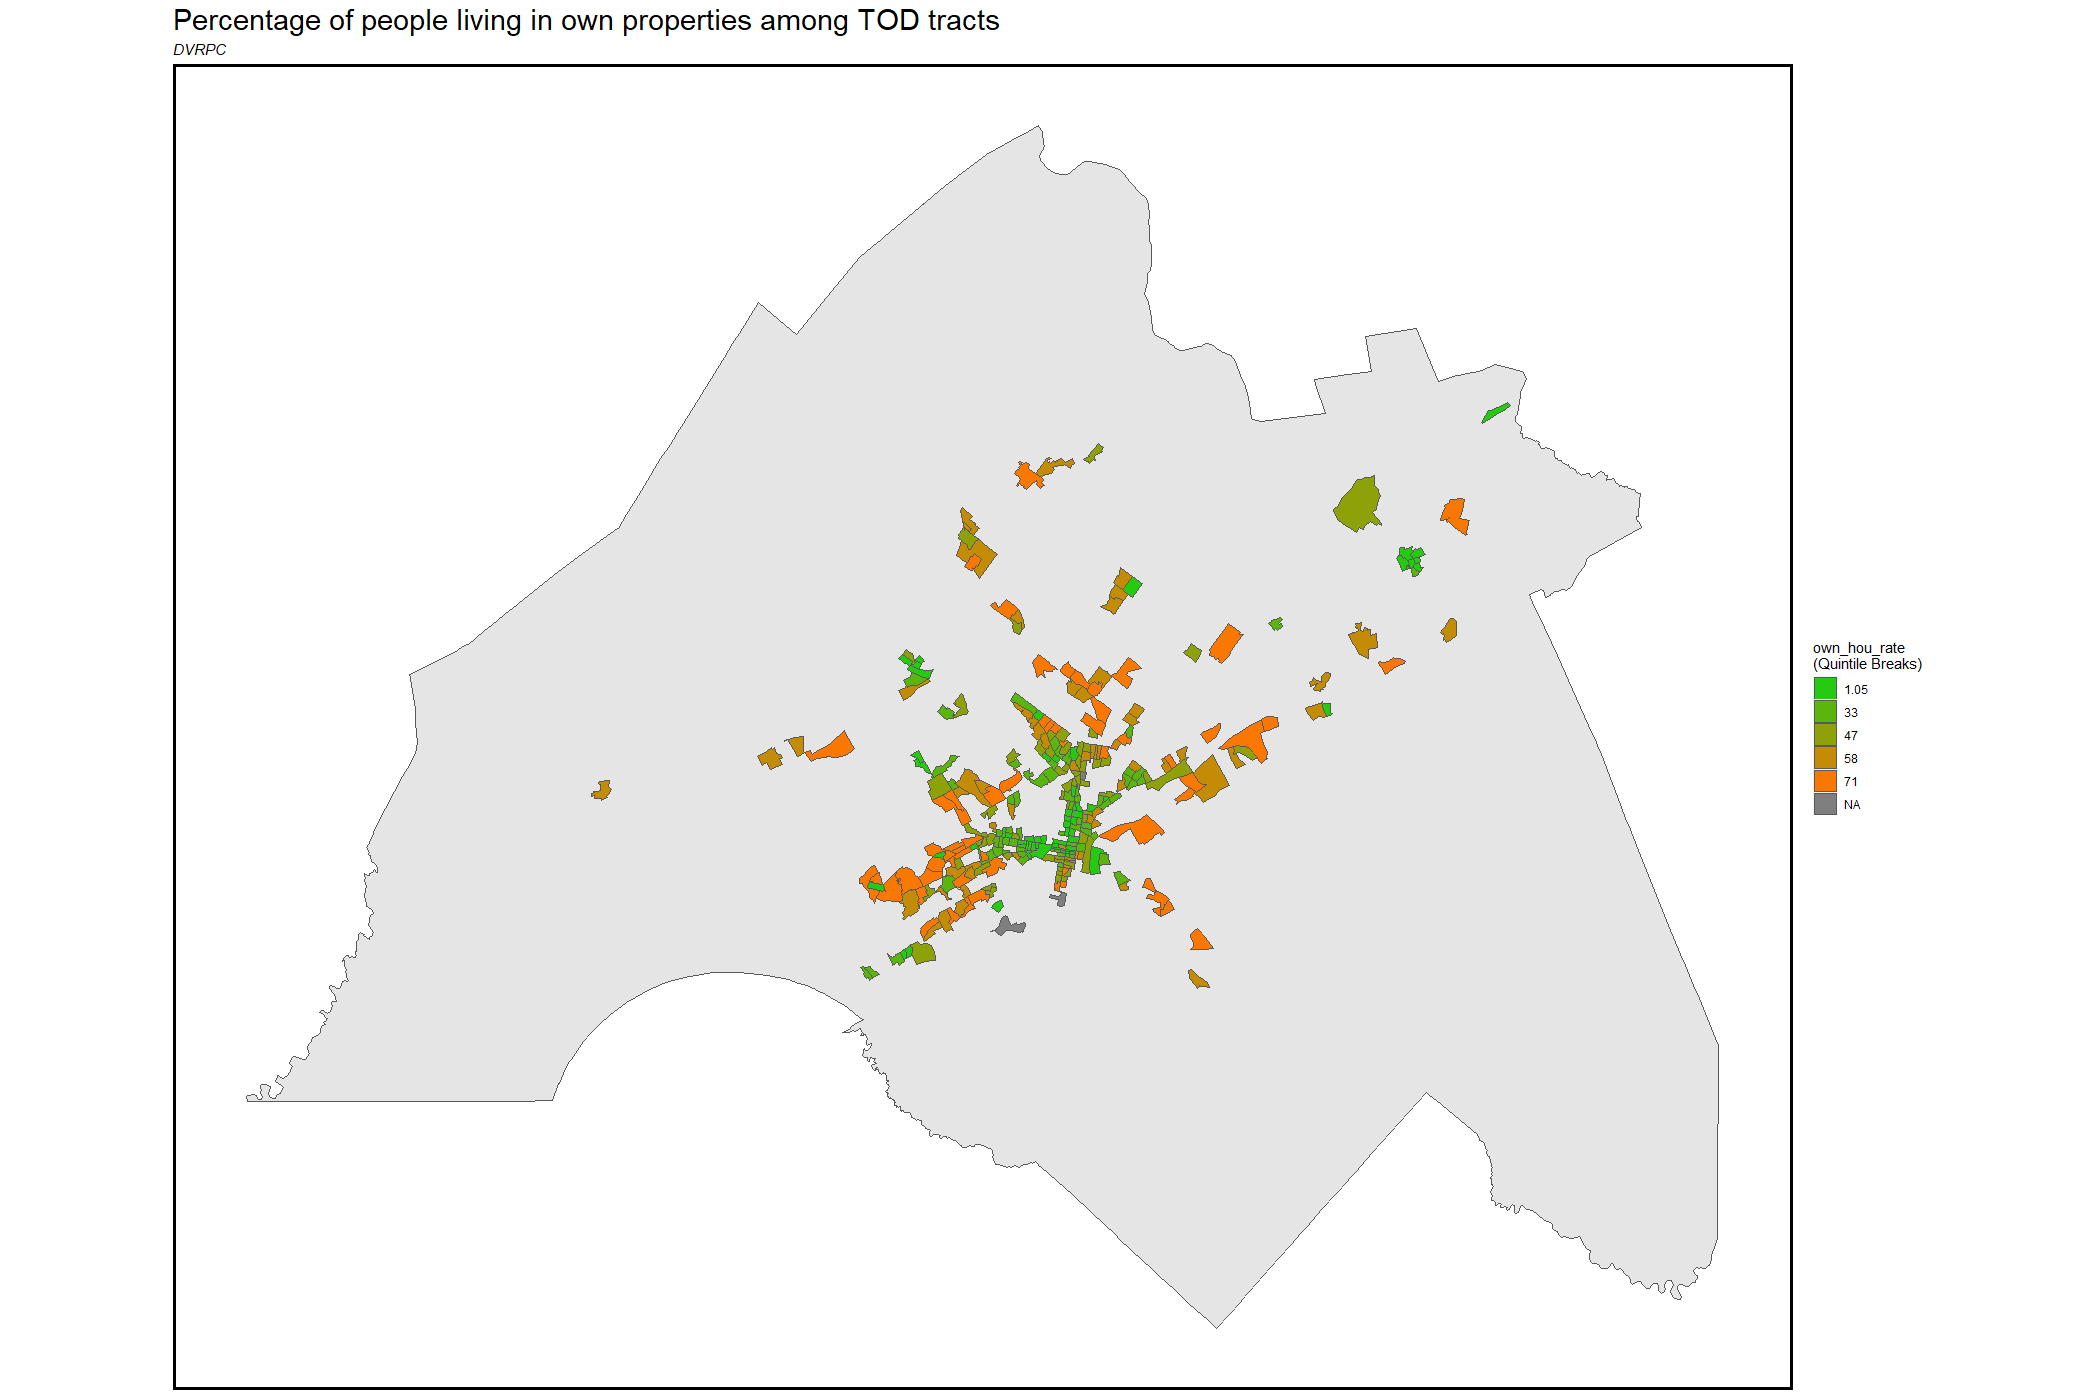 Percentage of people living in own properties among TOD tracts
DVRPC
own_hou_rate
(Quintile Breaks)
1.05
33
47
58
71
NA